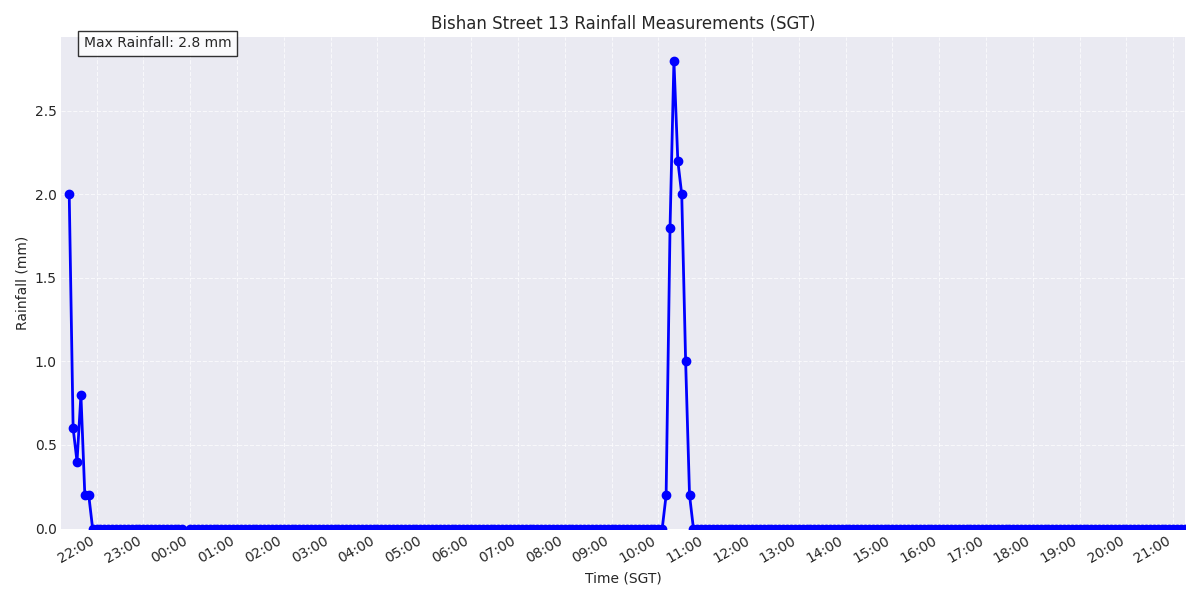 Bishan Street 13 Rainfall Measurements (SGT)
Max Rainfall: 2.8 mm
Rainfall (mm)
2.5
2.0
1.5
1.0
0.5
0.0
22:00 23:00 00:00 01:00 02:00 03:00 04:00 05:00 06:00 07:00 08:00 09:00 10:00 11:00 12:00 13:00 14:00 15:00 16:00 17:00 18:00 19:00 20:00 21:00
Time (SGT)